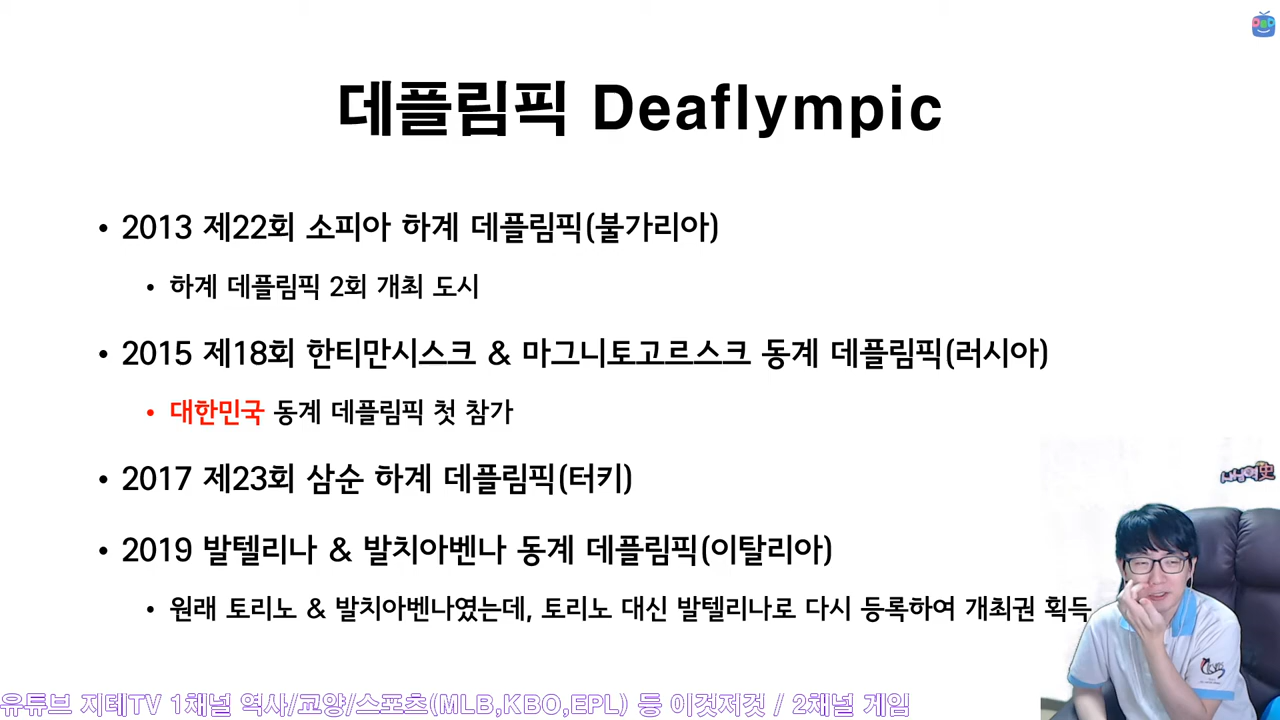 데플림픽 Deaflympic
• 2013 제22회 소피아 하계 데플림픽(불가리아)
• 하계 데플림픽 2회 개최 도시
• 2015 제18회 한티만시스크 & 마그니토고르스크 동계 데플림픽(러시아)
• 대한민국 동계 데플림픽 첫 참가
• 2017 제23회 삼순 하계 데플림픽(터키)
• 2019 발텔리나 & 발치아벤나 동계 데플림픽(이탈리아)
• 원래 토리노 & 발치아벤나였는데, 토리노 대신 발텔리나로 다시 등록하여 개최권 획득
유튜브 지테TV 1채널 역사/교양/스포츠(MLB,KBO,EPL) 등 이것저것 / 2채널 게임